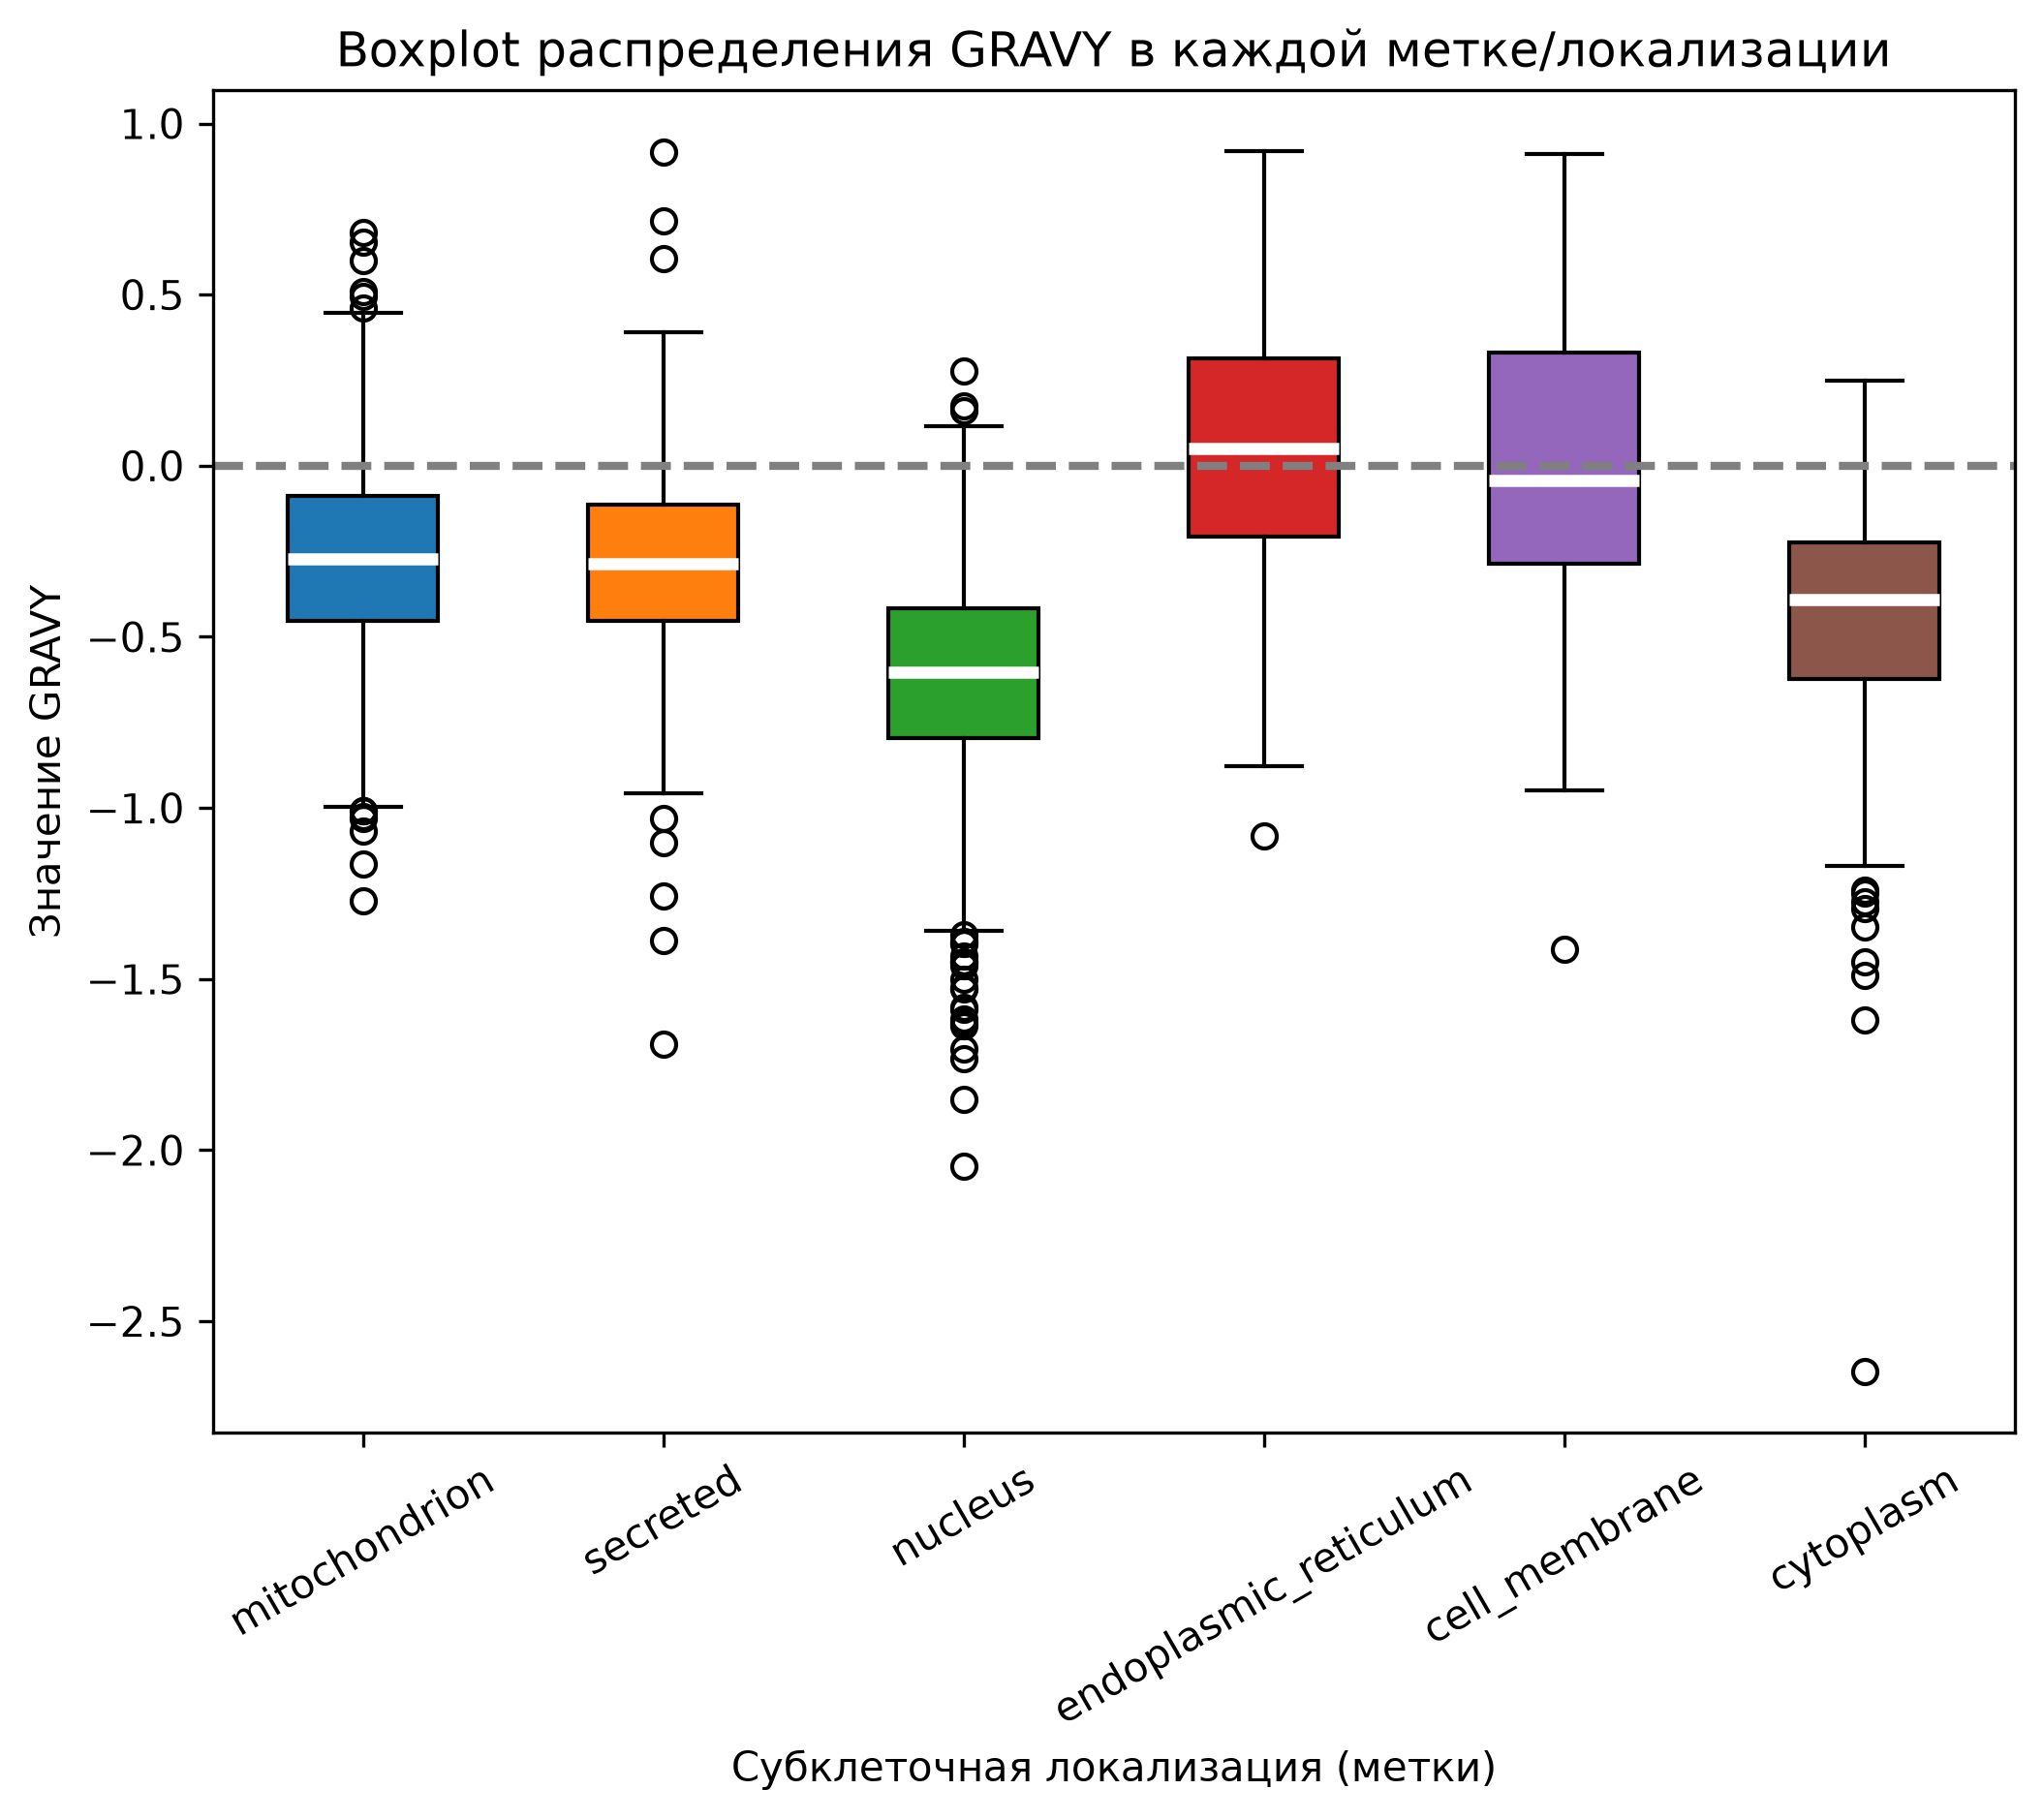 Boxplot распределения GRAVY в каждой метке/локализации
Значение GRAVY
1.0
0.5
0.0
−0.5
−1.0
−1.5
−2.0
−2.5
mitochondrion
secreted
nucleus
endoplasmic_reticulum
cell_membrane
cytoplasm
Субклеточная локализация (метки)